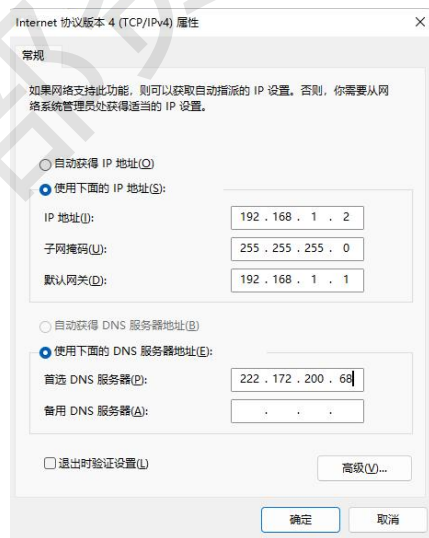 Internet 协议版本 4 (TCP/IPv4) 属性
常规
如果网络支持此功能，则可以获取自动指派的 IP 设置。否则，你需要从网
络系统管理员处获得适当的 IP 设置。
自动获得 IP 地址(O)
使用下面的 IP 地址(S):
IP 地址(I): 192 . 168 . 1 . 2
子网掩码(U): 255 . 255 . 255 . 0
默认网关(D): 192 . 168 . 1 . 1
自动获得 DNS 服务器地址(B)
使用下面的 DNS 服务器地址(E):
首选 DNS 服务器(P): 222 . 172 . 200 . 68
备用 DNS 服务器(A): . . .
退出时验证设置(L)
高级(V)...
确定 取消